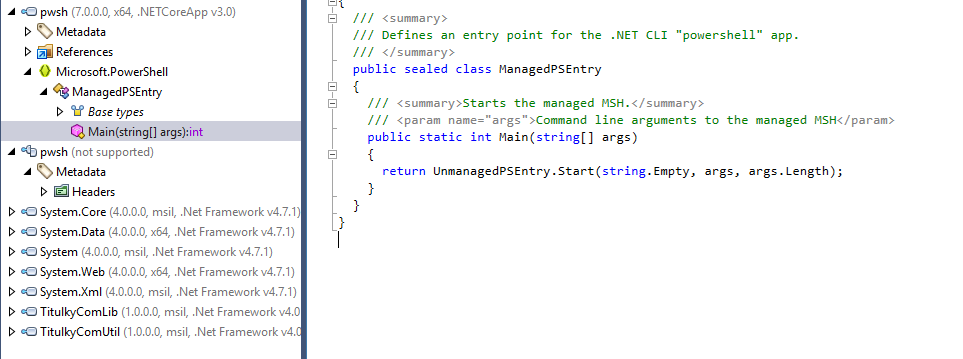 pwsh (7.0.0.0, x64, .NETCoreApp v3.0)
Metadata
References
Microsoft.PowerShell
ManagedPSEntry
Base types
Main(string[] args):int
pwsh (not supported)
Metadata
Headers
System.Core (4.0.0.0, msil, .Net Framework v4.7.1)
System.Data (4.0.0.0, x64, .Net Framework v4.7.1)
System (4.0.0.0, msil, .Net Framework v4.7.1)
System.Web (4.0.0.0, x64, .Net Framework v4.7.1)
System.Xml (4.0.0.0, msil, .Net Framework v4.7.1)
TitulkyComLib (1.0.0.0, msil, .Net Framework v4.0
TitulkyComUtil (1.0.0.0, msil, .Net Framework v4.0
{
/// <summary>
/// Defines an entry point for the .NET CLI "powershell" app.
/// </summary>
public sealed class ManagedPSEntry
{
/// <summary>Starts the managed MSH.</summary>
/// <param name="args">Command line arguments to the managed MSH</param>
public static int Main(string[] args)
{
return UnmanagedPSEntry.Start(string.Empty, args, args.Length);
}
}
}